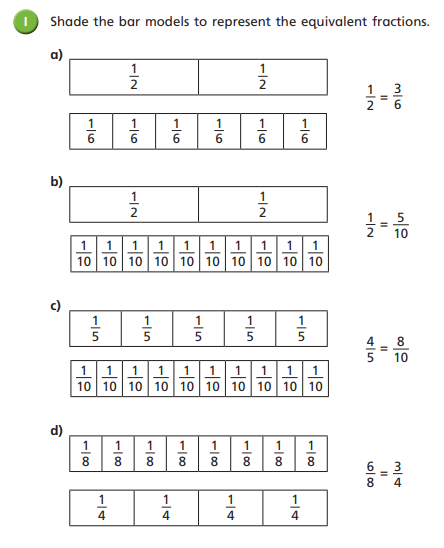 1 Shade the bar models to represent the equivalent fractions.
a)
1/2 1/2
1/6 1/6 1/6 1/6 1/6 1/6
1/2 = 3/6
b)
1/2 1/2
1/10 1/10 1/10 1/10 1/10 1/10 1/10 1/10 1/10 1/10
1/2 = 5/10
c)
1/5 1/5 1/5 1/5 1/5
1/10 1/10 1/10 1/10 1/10 1/10 1/10 1/10 1/10 1/10
4/5 = 8/10
d)
1/8 1/8 1/8 1/8 1/8 1/8 1/8 1/8
1/4 1/4 1/4 1/4
6/8 = 3/4